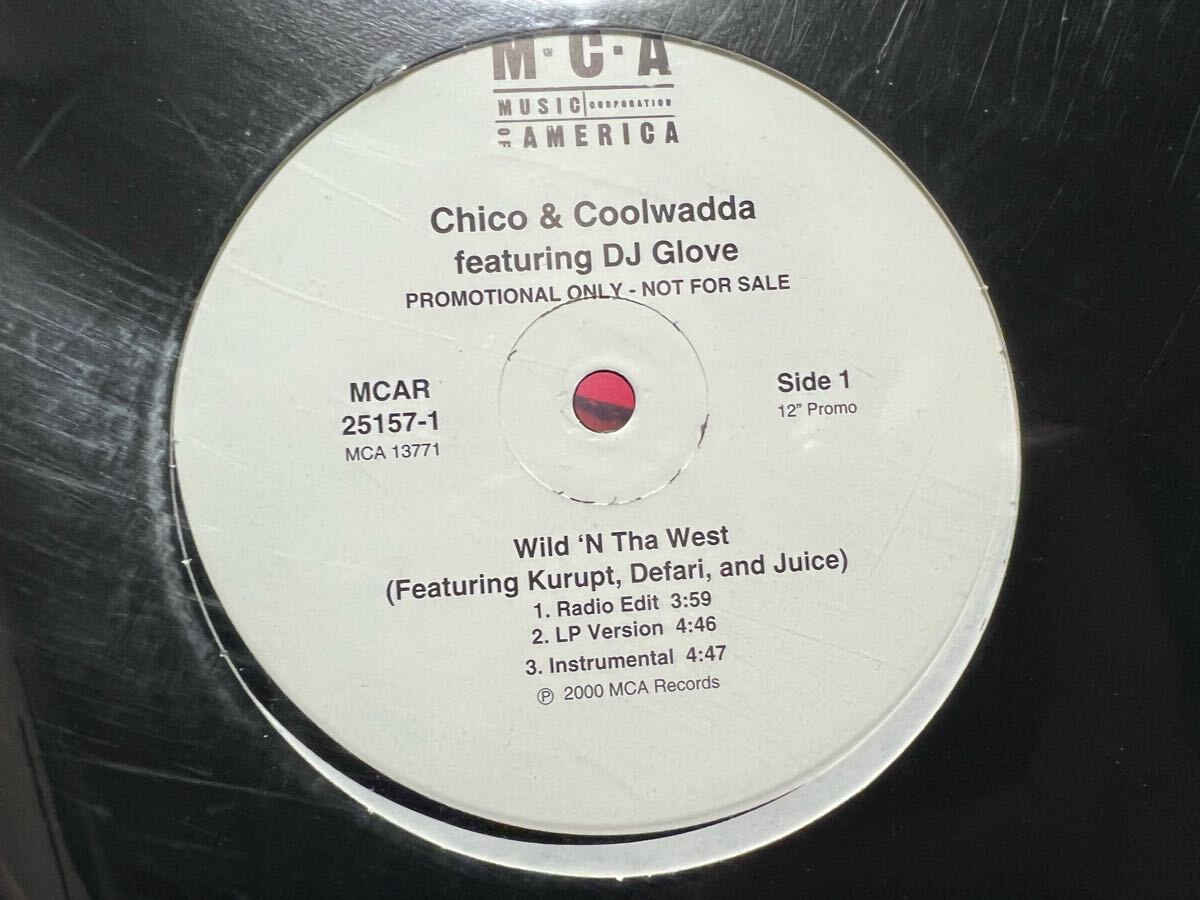 M·C·A
MUSIC CORPORATION
OF AMERICA
Chico & Coolwadda
featuring DJ Glove
PROMOTIONAL ONLY - NOT FOR SALE
MCAR
25157-1
MCA 13771
Side 1
12" Promo
Wild ‘N Tha West
(Featuring Kurupt, Defari, and Juice)
1. Radio Edit 3:59
2. LP Version 4:46
3. Instrumental 4:47
℗ 2000 MCA Records